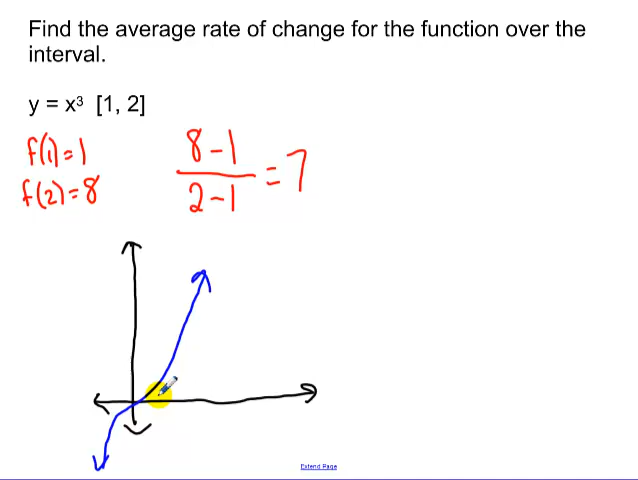 Find the average rate of change for the function over the
interval.
y = x³ [1, 2]
f(1)=1
f(2)=8
8-1
2-1
=7
Extend Page